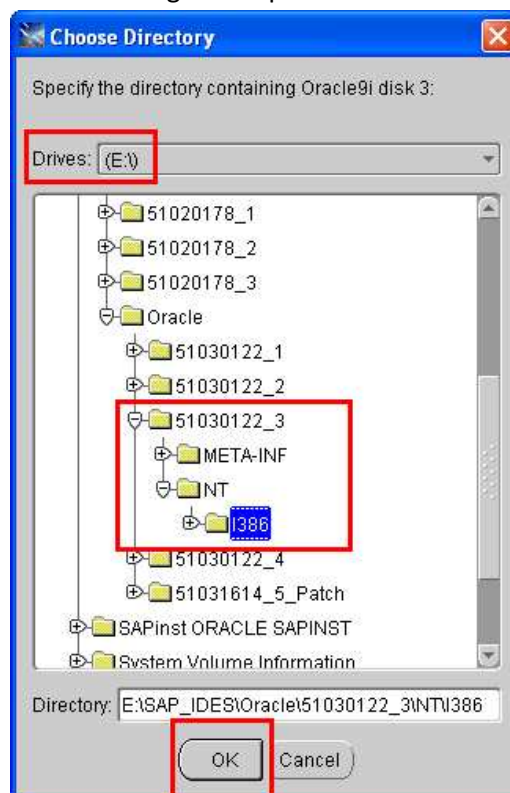 Choose Directory
Specify the directory containing Oracle9i disk 3:
Drives: (E:\)
51020178_1
51020178_2
51020178_3
Oracle
51030122_1
51030122_2
51030122_3
META-INF
NT
I386
51030122_4
51031614_5_Patch
SAPinst ORACLE SAPINST
System Volume Information
Directory: E:\SAP_IDES\Oracle\51030122_3\NT\I386
OK Cancel